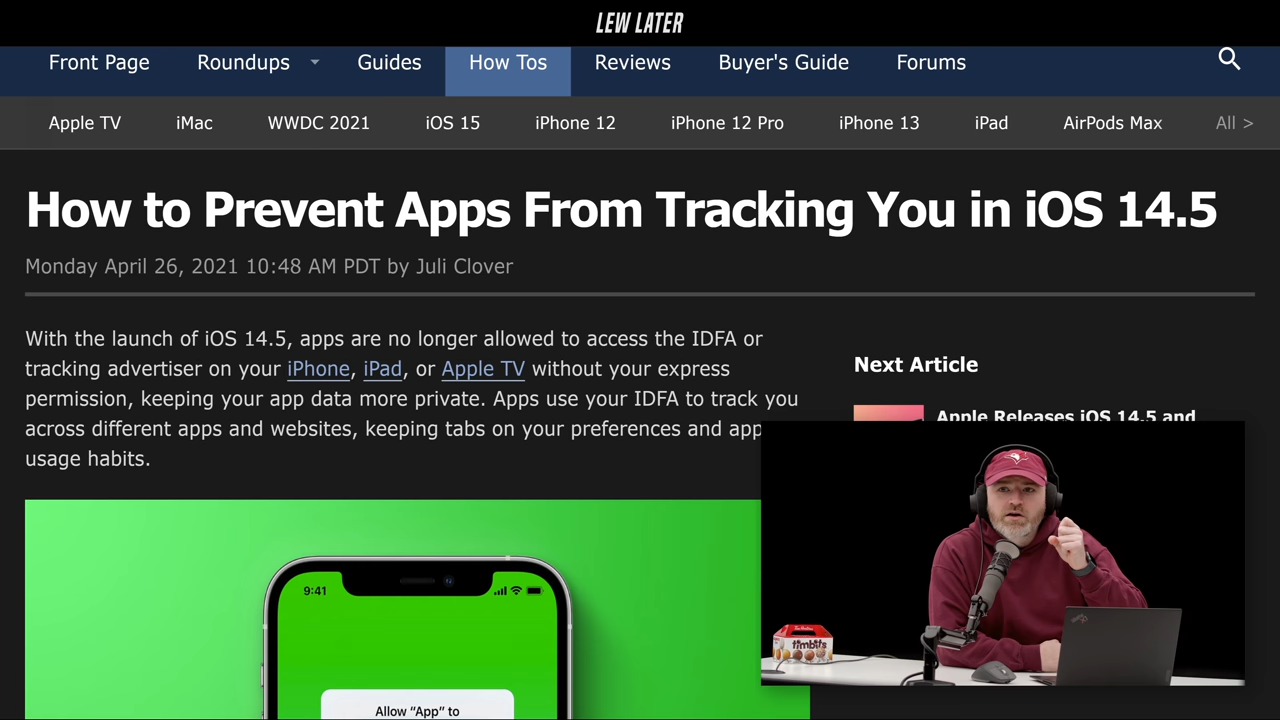 LEW LATER
Front Page Roundups Guides How Tos Reviews Buyer's Guide Forums
Apple TV iMac WWDC 2021 iOS 15 iPhone 12 iPhone 12 Pro iPhone 13 iPad AirPods Max All >
How to Prevent Apps From Tracking You in iOS 14.5
Monday April 26, 2021 10:48 AM PDT by Juli Clover
With the launch of iOS 14.5, apps are no longer allowed to access the IDFA or
tracking advertiser on your iPhone, iPad, or Apple TV without your express
permission, keeping your app data more private. Apps use your IDFA to track you
across different apps and websites, keeping tabs on your preferences and app
usage habits.
Next Article
Apple Releases iOS 14.5 and
9:41
Allow “App” to
Tim Hortons
timbits
ThinkPad